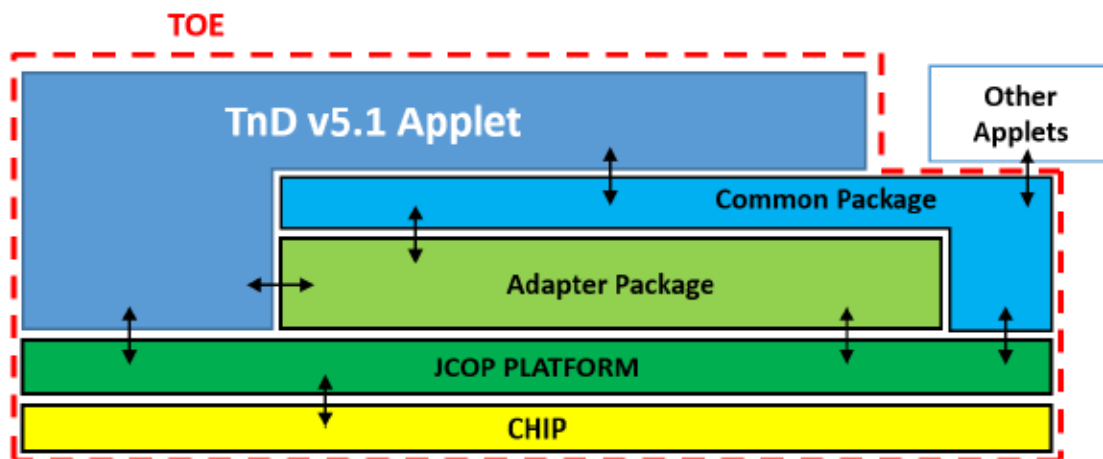 TOE
TnD v5.1 Applet
Other
Applets
Common Package
Adapter Package
JCOP PLATFORM
CHIP